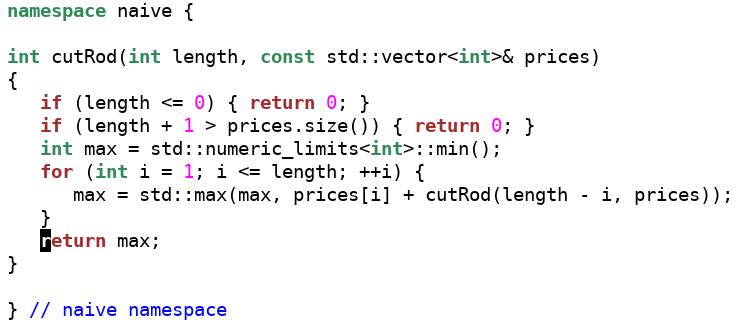 namespace naive {

int cutRod(int length, const std::vector<int>& prices)
{
   if (length <= 0) { return 0; }
   if (length + 1 > prices.size()) { return 0; }
   int max = std::numeric_limits<int>::min();
   for (int i = 1; i <= length; ++i) {
      max = std::max(max, prices[i] + cutRod(length - i, prices));
   }
   return max;
}

} // naive namespace